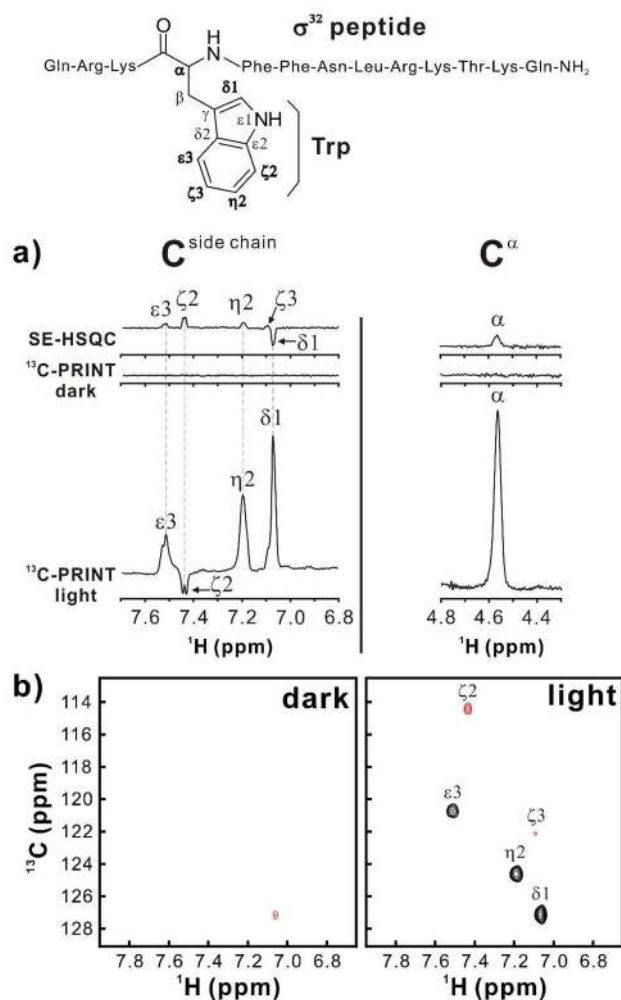 σ³² peptide
O
H
N
Gln-Arg-Lys
α
Phe-Phe-Asn-Leu-Arg-Lys-Thr-Lys-Gln-NH₂
β
δ1
γ
ε1
NH
δ2
ε2
Trp
ε3
ζ2
ζ3
η2
a)
C side chain
C α
ε3
ζ2
η2
ζ3
α
SE-HSQC
δ1
¹³C-PRINT
dark
α
δ1
η2
ε3
ζ2
¹³C-PRINT
light
7.6 7.4 7.2 7.0 6.8
4.8 4.6 4.4
¹H (ppm)
¹H (ppm)
b)
dark
light
114
116
118
120
122
124
126
128
¹³C (ppm)
ζ2
ε3
ζ3
η2
δ1
7.8 7.6 7.4 7.2 7.0 6.8
7.8 7.6 7.4 7.2 7.0 6.8
¹H (ppm)
¹H (ppm)